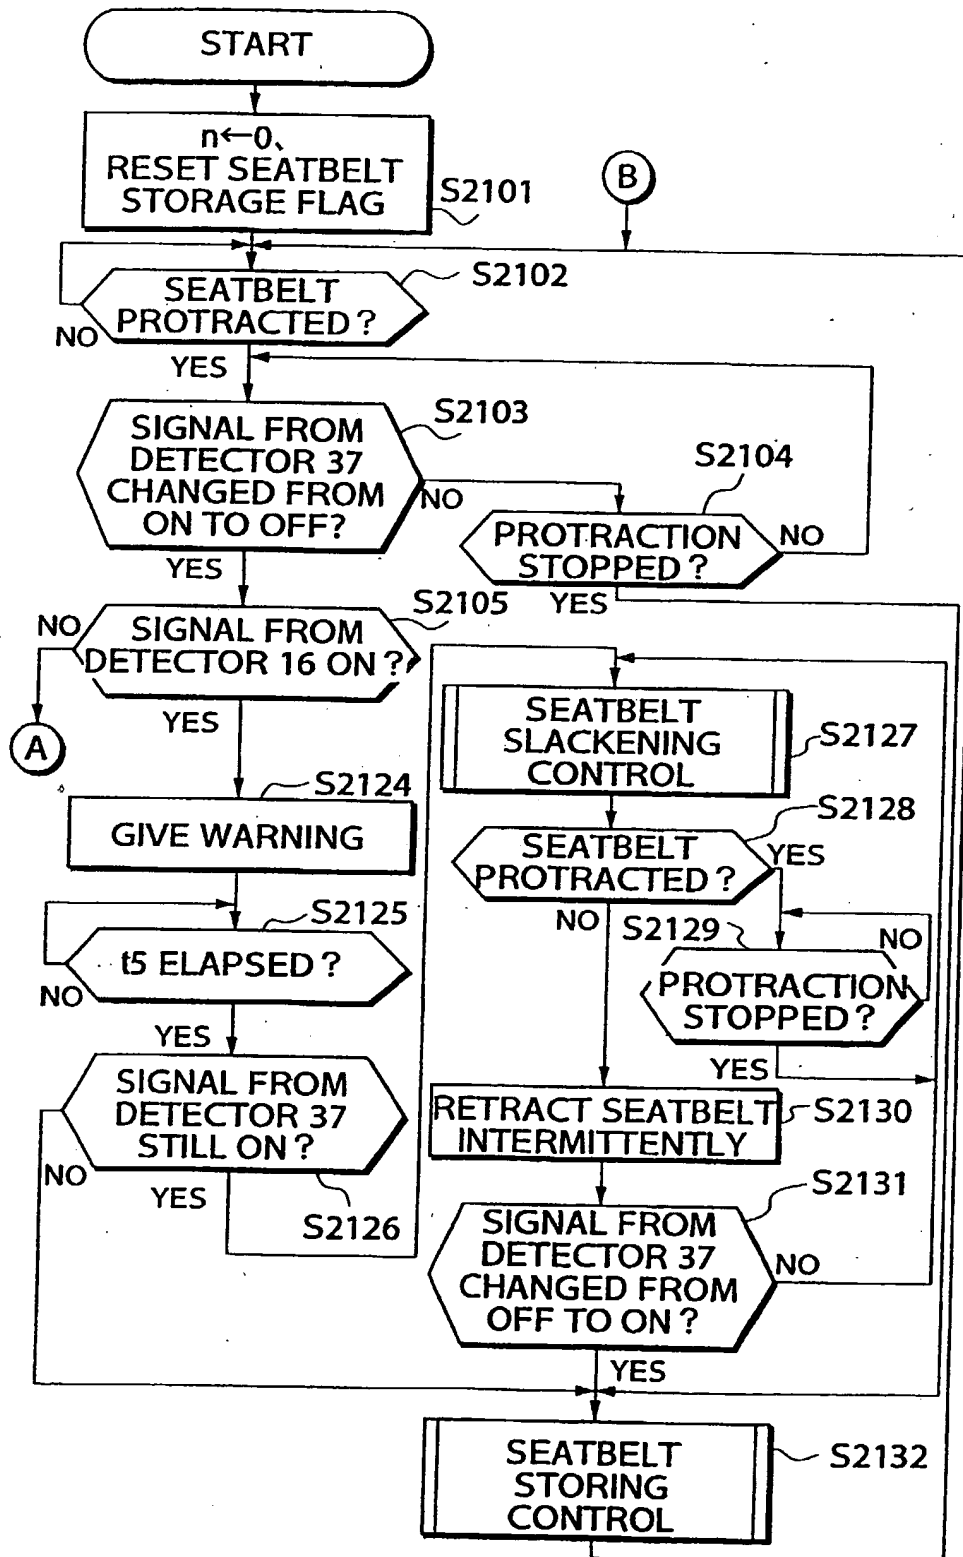 START
n←0、
RESET SEATBELT
STORAGE FLAG
S2101
B
SEATBELT
PROTRACTED?
S2102
NO
YES
SIGNAL FROM
DETECTOR 37
CHANGED FROM
ON TO OFF?
S2103
NO
YES
S2104
PROTRACTION
STOPPED?
NO
YES
S2105
NO
SIGNAL FROM
DETECTOR 16 ON?
YES
A
S2124
GIVE WARNING
S2125
t5 ELAPSED?
NO
YES
SIGNAL FROM
DETECTOR 37
STILL ON?
NO
YES
S2126
SEATBELT
SLACKENING
CONTROL
S2127
S2128
SEATBELT
PROTRACTED?
YES
NO
S2129
NO
PROTRACTION
STOPPED?
YES
RETRACT SEATBELT
INTERMITTENTLY
S2130
S2131
SIGNAL FROM
DETECTOR 37
CHANGED FROM
OFF TO ON?
NO
YES
SEATBELT
STORING
CONTROL
S2132